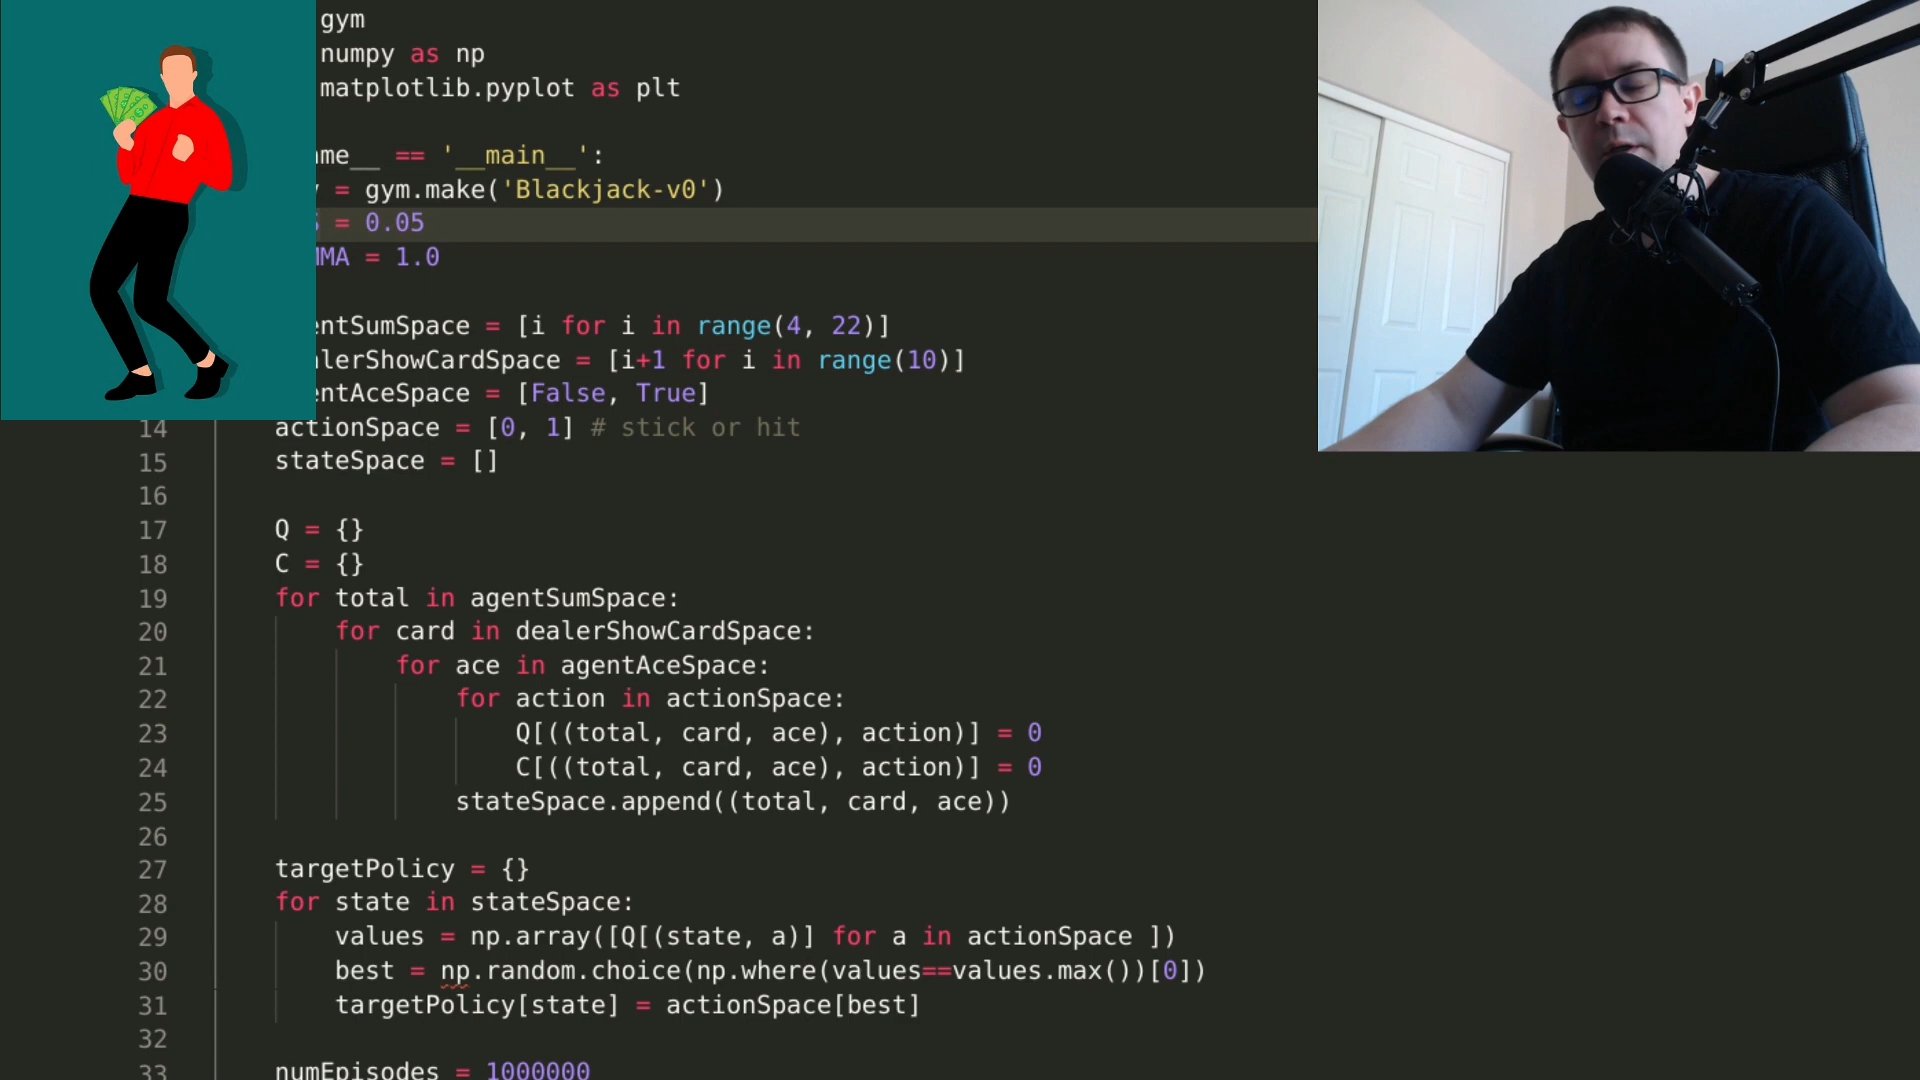 gym
numpy as np
matplotlib.pyplot as plt
me__ == '__main__':
= gym.make('Blackjack-v0')
= 0.05
MA = 1.0
entSumSpace = [i for i in range(4, 22)]
alerShowCardSpace = [i+1 for i in range(10)]
entAceSpace = [False, True]
14 actionSpace = [0, 1] # stick or hit
15 stateSpace = []
16
17 Q = {}
18 C = {}
19 for total in agentSumSpace:
20 for card in dealerShowCardSpace:
21 for ace in agentAceSpace:
22 for action in actionSpace:
23 Q[((total, card, ace), action)] = 0
24 C[((total, card, ace), action)] = 0
25 stateSpace.append((total, card, ace))
26
27 targetPolicy = {}
28 for state in stateSpace:
29 values = np.array([Q[(state, a)] for a in actionSpace ])
30 best = np.random.choice(np.where(values==values.max())[0])
31 targetPolicy[state] = actionSpace[best]
32
33 numEpisodes = 1000000